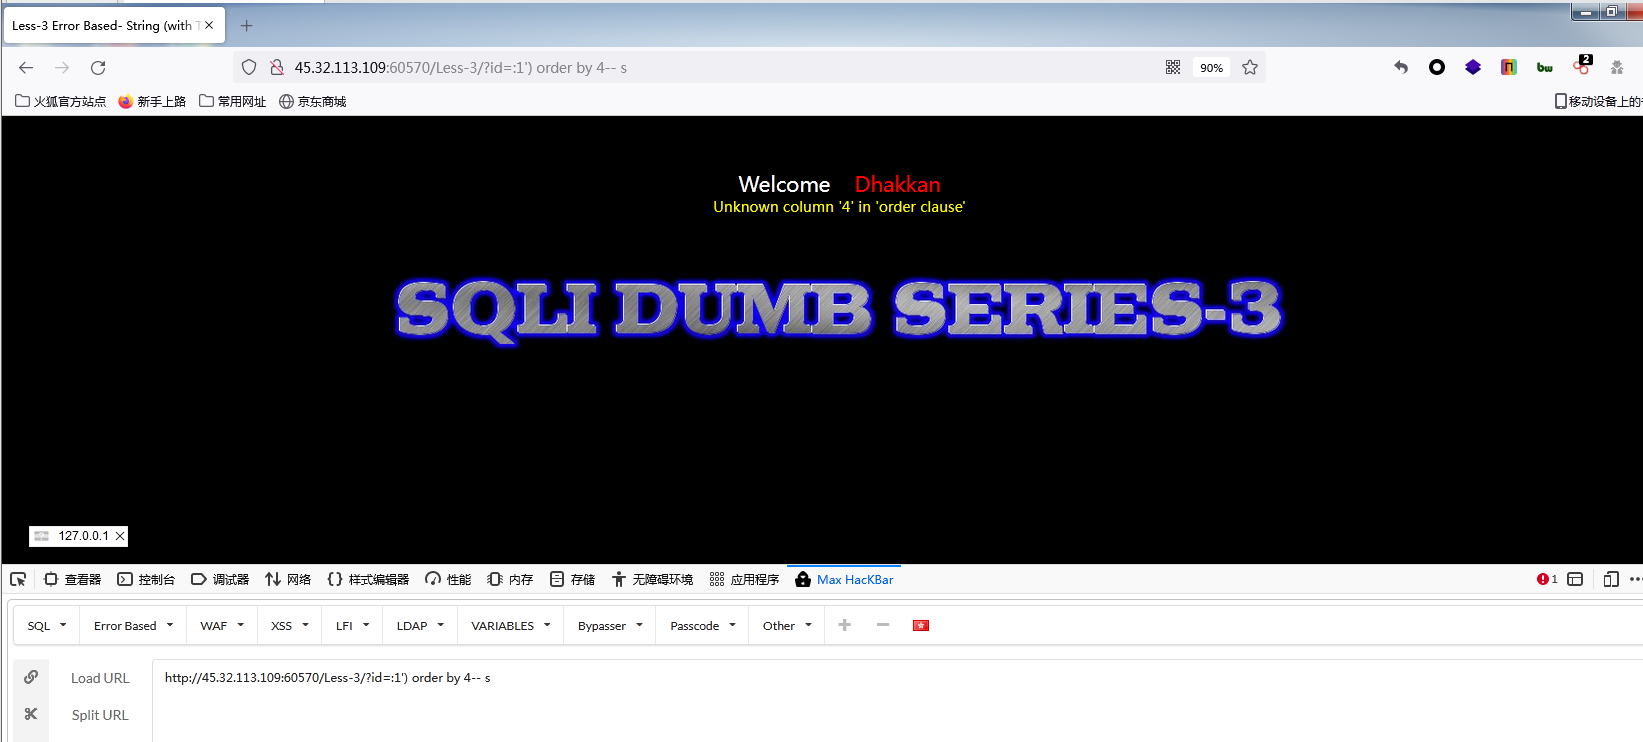 Less-3 Error Based- String (with T
45.32.113.109:60570/Less-3/?id=:1') order by 4-- s
90%
bw
2
火狐官方站点 新手上路 常用网址 京东商城
移动设备上的
Welcome Dhakkan
Unknown column '4' in 'order clause'
SQLI DUMB SERIES-3
127.0.0.1
查看器 控制台 调试器 网络 样式编辑器 性能 内存 存储 无障碍环境 应用程序 Max HacKBar 1
SQL Error Based WAF XSS LFI LDAP VARIABLES Bypasser Passcode Other
Load URL http://45.32.113.109:60570/Less-3/?id=:1') order by 4-- s
Split URL